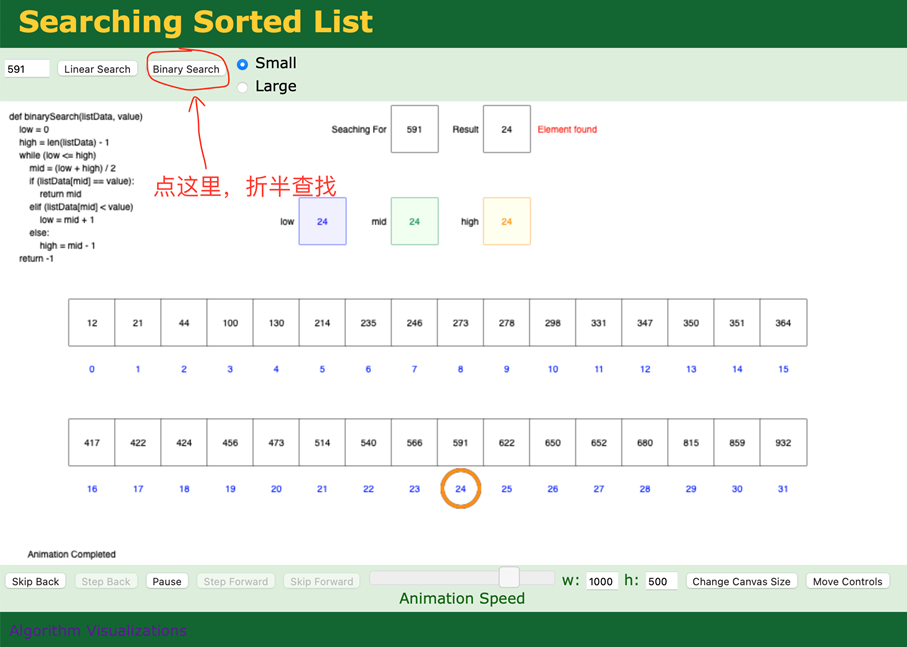 Searching Sorted List
591 Linear Search Binary Search Small
Large
点这里，折半查找
def binarySearch(listData, value)
low = 0
high = len(listData) - 1
while (low <= high)
mid = (low + high) / 2
if (listData[mid] == value):
return mid
elif (listData[mid] < value)
low = mid + 1
else:
high = mid - 1
return -1
Seaching For 591 Result 24 Element found
low 24 mid 24 high 24
12 21 44 100 130 214 235 246 273 278 298 331 347 350 351 364
0 1 2 3 4 5 6 7 8 9 10 11 12 13 14 15
417 422 424 456 473 514 540 566 591 622 650 652 680 815 859 932
16 17 18 19 20 21 22 23 24 25 26 27 28 29 30 31
Animation Completed
Skip Back Step Back Pause Step Forward Skip Forward w: 1000 h: 500 Change Canvas Size Move Controls
Animation Speed
Algorithm Visualizations